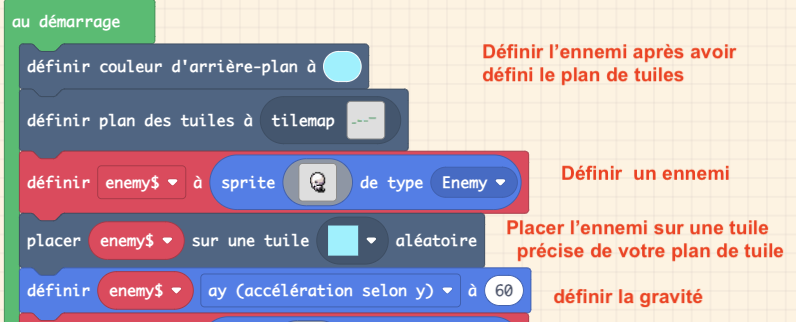 au démarrage
définir couleur d'arrière-plan à
Définir l'ennemi après avoir
défini le plan de tuiles
définir plan des tuiles à tilemap
définir enemy$ à sprite de type Enemy
Définir un ennemi
placer enemy$ sur une tuile aléatoire
Placer l'ennemi sur une tuile
précise de votre plan de tuile
définir enemy$ ay (accélération selon y) à 60
définir la gravité